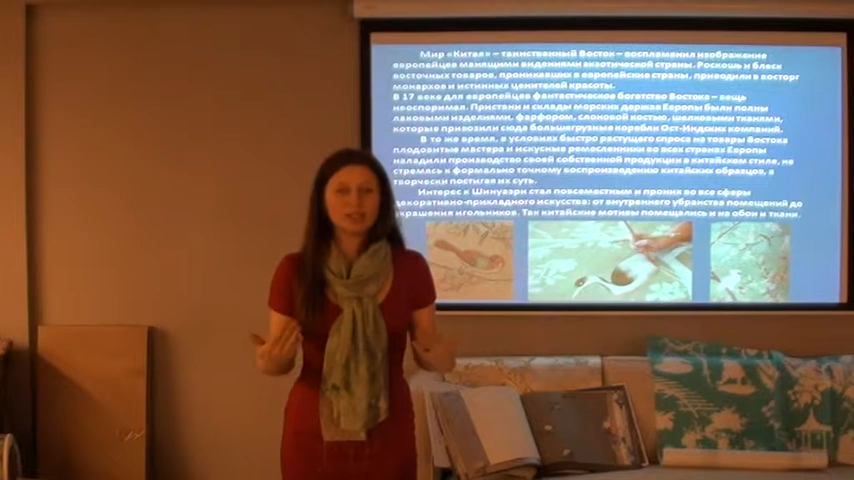 Мир «Китая» – таинственный Восток – воспламенил изображение
европейцев манящими видениями экзотической страны. Роскошь и блеск
восточных товаров, проникавших в европейские страны, приводили в восторг
монархов и истинных ценителей красоты.
В 17 веке для европейцев фантастическое богатство Востока – вещь
неоспоримая. Пристани и склады морских держав Европы были полны
лаковыми изделиями, фарфором, слоновой костью, шелковыми тканями,
которые привозили сюда большегрузные корабли Ост-Индских компаний.
В то же время, в условиях быстро растущего спроса на товары Востока
плодовитые мастера и искусные ремесленники во всех странах Европы
наладили производство своей собственной продукции в китайском стиле, не
стремясь к формально точному воспроизведению китайских образцов, а
творчески постигая их суть.
Интерес к Шинуазри стал повсеместным и проник во все сферы
декоративно-прикладного искусства: от внутреннего убранства помещений до
украшения игольников. Так китайские мотивы помещались и на обои и ткани.